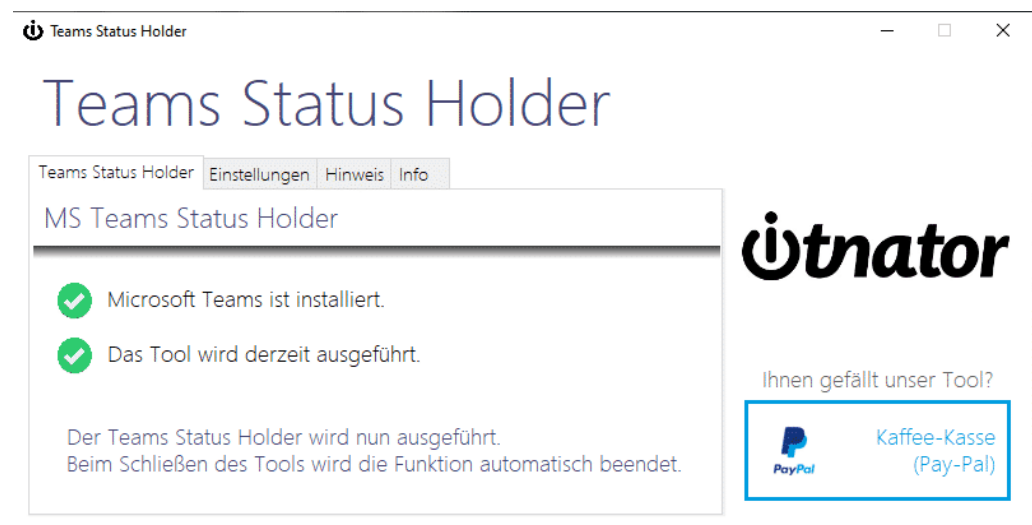 Teams Status Holder
Teams Status Holder
Teams Status Holder Einstellungen Hinweis Info
MS Teams Status Holder
Microsoft Teams ist installiert.
Das Tool wird derzeit ausgeführt.
Der Teams Status Holder wird nun ausgeführt.
Beim Schließen des Tools wird die Funktion automatisch beendet.
itnator
Ihnen gefällt unser Tool?
PayPal
Kaffee-Kasse
(Pay-Pal)